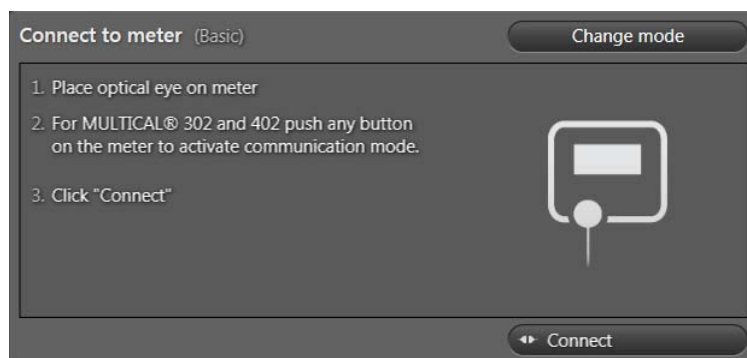 Connect to meter (Basic)
Change mode
1. Place optical eye on meter
2. For MULTICAL® 302 and 402 push any button
on the meter to activate communication mode.
3. Click "Connect"
Connect